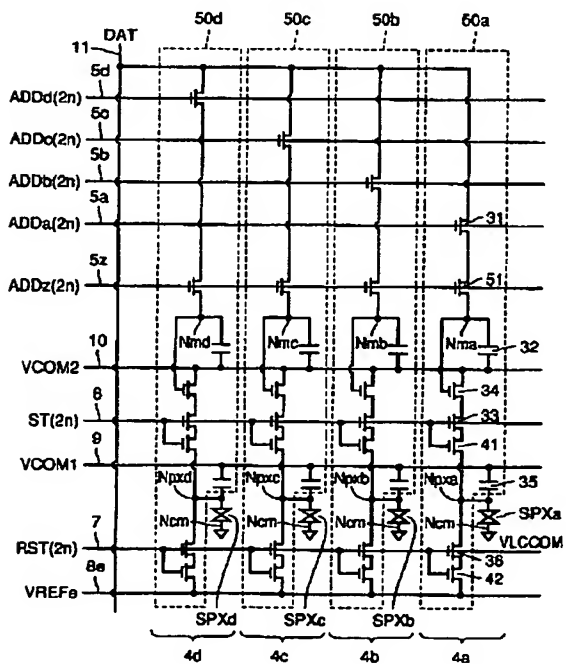 50d 50c 50b 50a
DAT
11
5d
ADDd(2n)
5c
ADDc(2n)
5b
ADDb(2n)
5a
ADDa(2n) 31
5z
ADDz(2n) 51
Nmd Nmc Nmb Nma 32
10
VCOM2
34
8
ST(2n) 33
9 41
VCOM1
Npxd Npxc Npxb Npxa 35
Ncm Ncm Ncm Ncm SPXa
7 VLCCOM
RST(2n)
36
8e
VREFe 42
SPXd SPXc SPXb
4d 4c 4b 4a